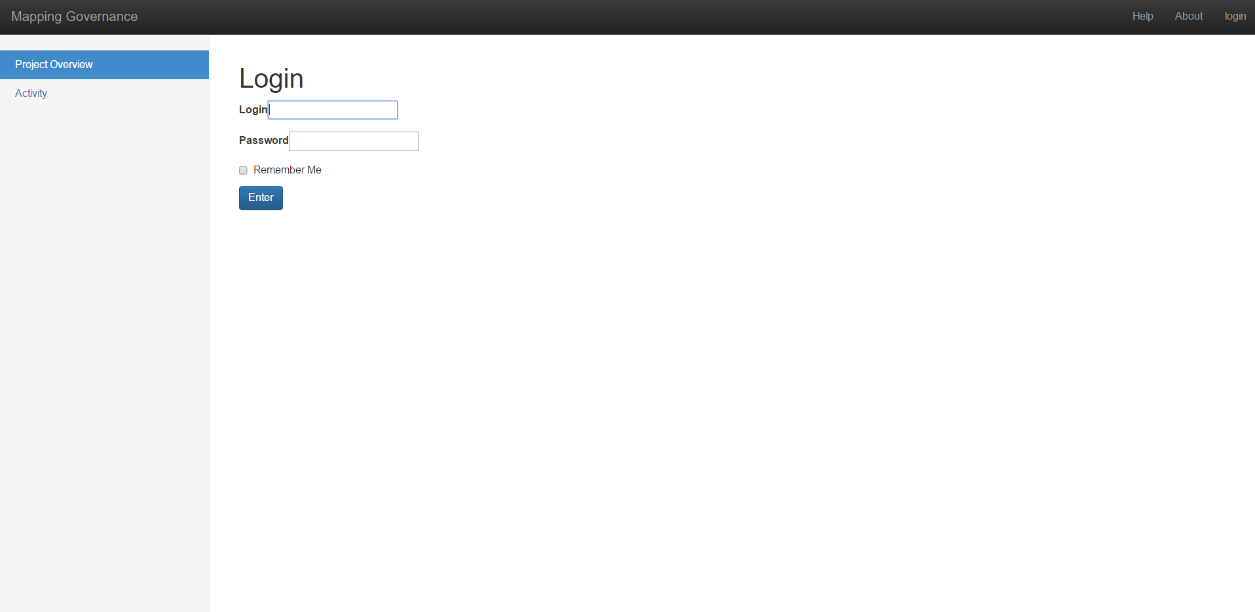 Mapping Governance
Help About login
Project Overview
Activity
Login
Login
Password
Remember Me
Enter